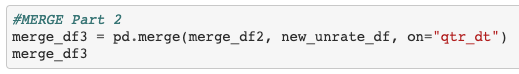 #MERGE Part 2
merge_df3 = pd.merge(merge_df2, new_unrate_df, on="qtr_dt")
merge_df3